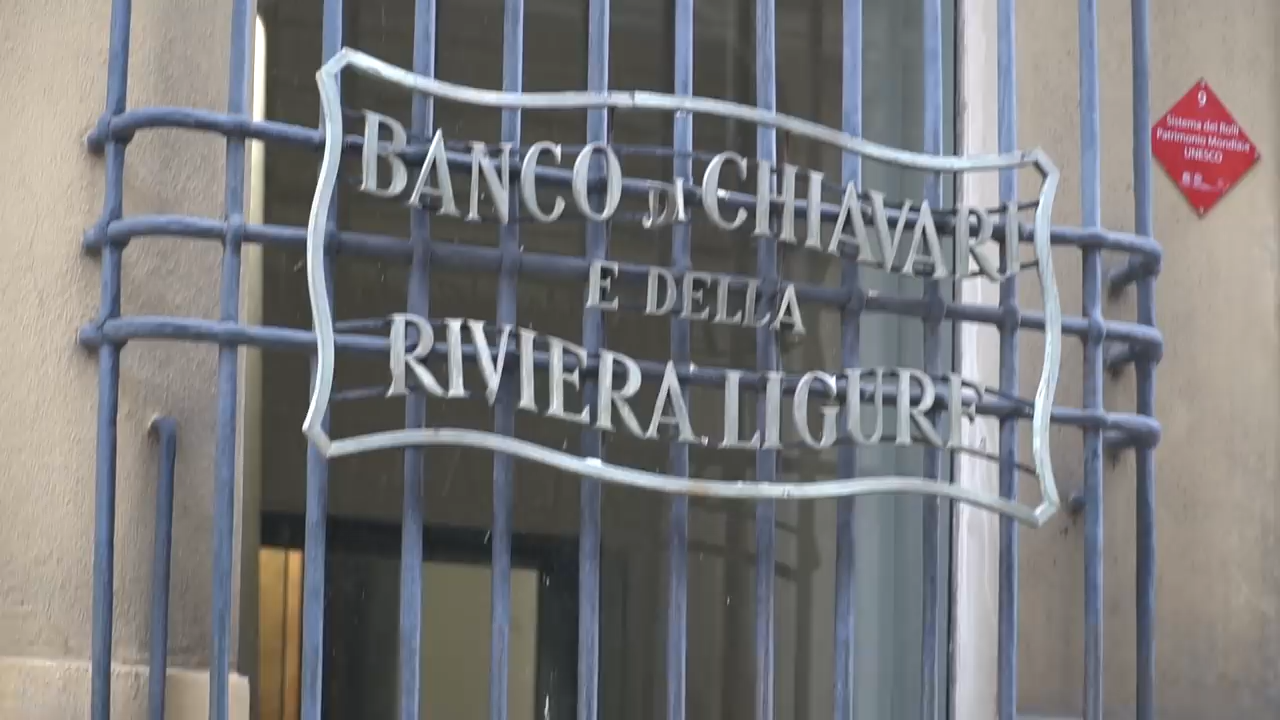 BANCO DI CHIAVARI
E DELLA
RIVIERA LIGURE
9
Sistema dei Rolli
Patrimonio Mondiale
UNESCO